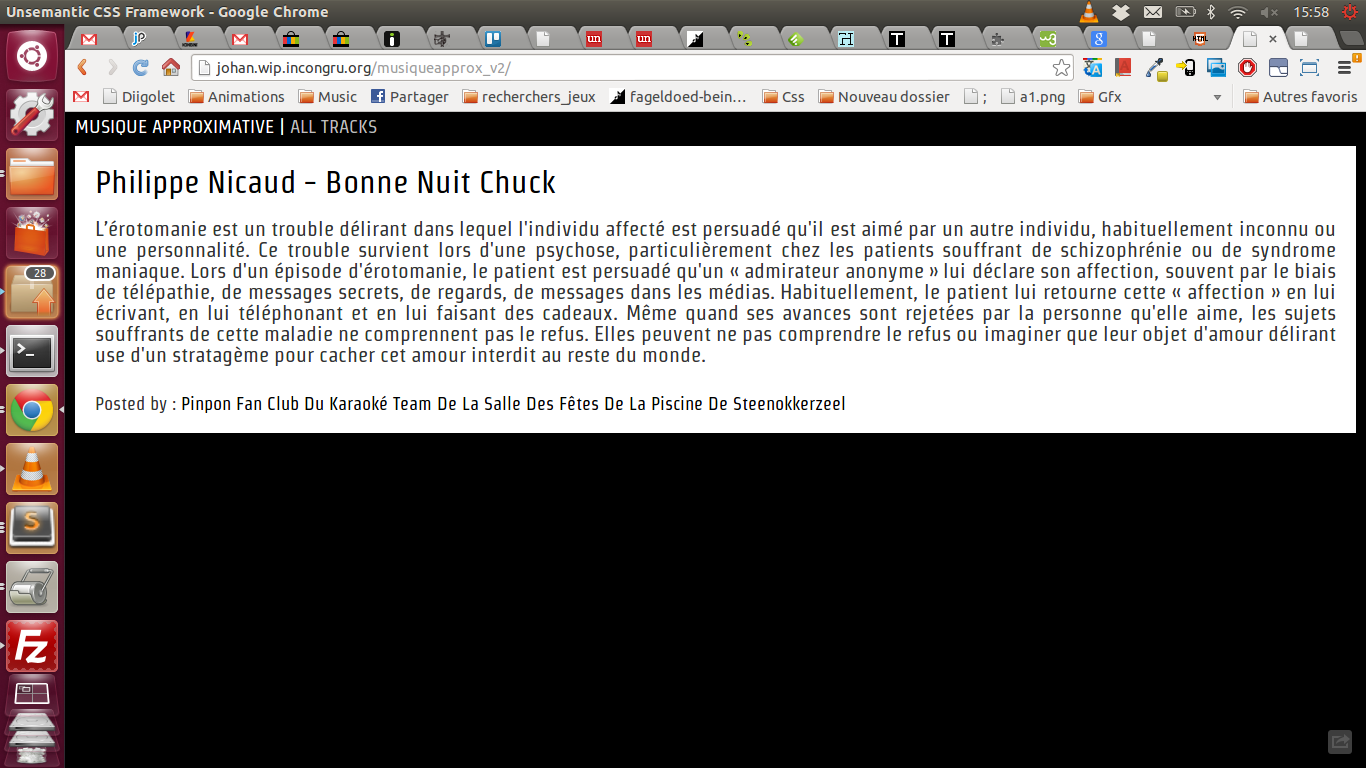 Unsemantic CSS Framework - Google Chrome
15:58
johan.wip.incongru.org/musiqueapprox_v2/
Diigolet
Animations
Music
Partager
recherchers_jeux
fageldoed-bein...
Css
Nouveau dossier
;
a1.png
Gfx
Autres favoris
MUSIQUE APPROXIMATIVE | ALL TRACKS
Philippe Nicaud - Bonne Nuit Chuck
L’érotomanie est un trouble délirant dans lequel l'individu affecté est persuadé qu'il est aimé par un autre individu, habituellement inconnu ou
une personnalité. Ce trouble survient lors d'une psychose, particulièrement chez les patients souffrant de schizophrénie ou de syndrome
maniaque. Lors d'un épisode d'érotomanie, le patient est persuadé qu'un « admirateur anonyme » lui déclare son affection, souvent par le biais
de télépathie, de messages secrets, de regards, de messages dans les médias. Habituellement, le patient lui retourne cette « affection » en lui
écrivant, en lui téléphonant et en lui faisant des cadeaux. Même quand ses avances sont rejetées par la personne qu'elle aime, les sujets
souffrants de cette maladie ne comprennent pas le refus. Elles peuvent ne pas comprendre le refus ou imaginer que leur objet d'amour délirant
use d'un stratagème pour cacher cet amour interdit au reste du monde.
Posted by : Pinpon Fan Club Du Karaoké Team De La Salle Des Fêtes De La Piscine De Steenokkerzeel
28